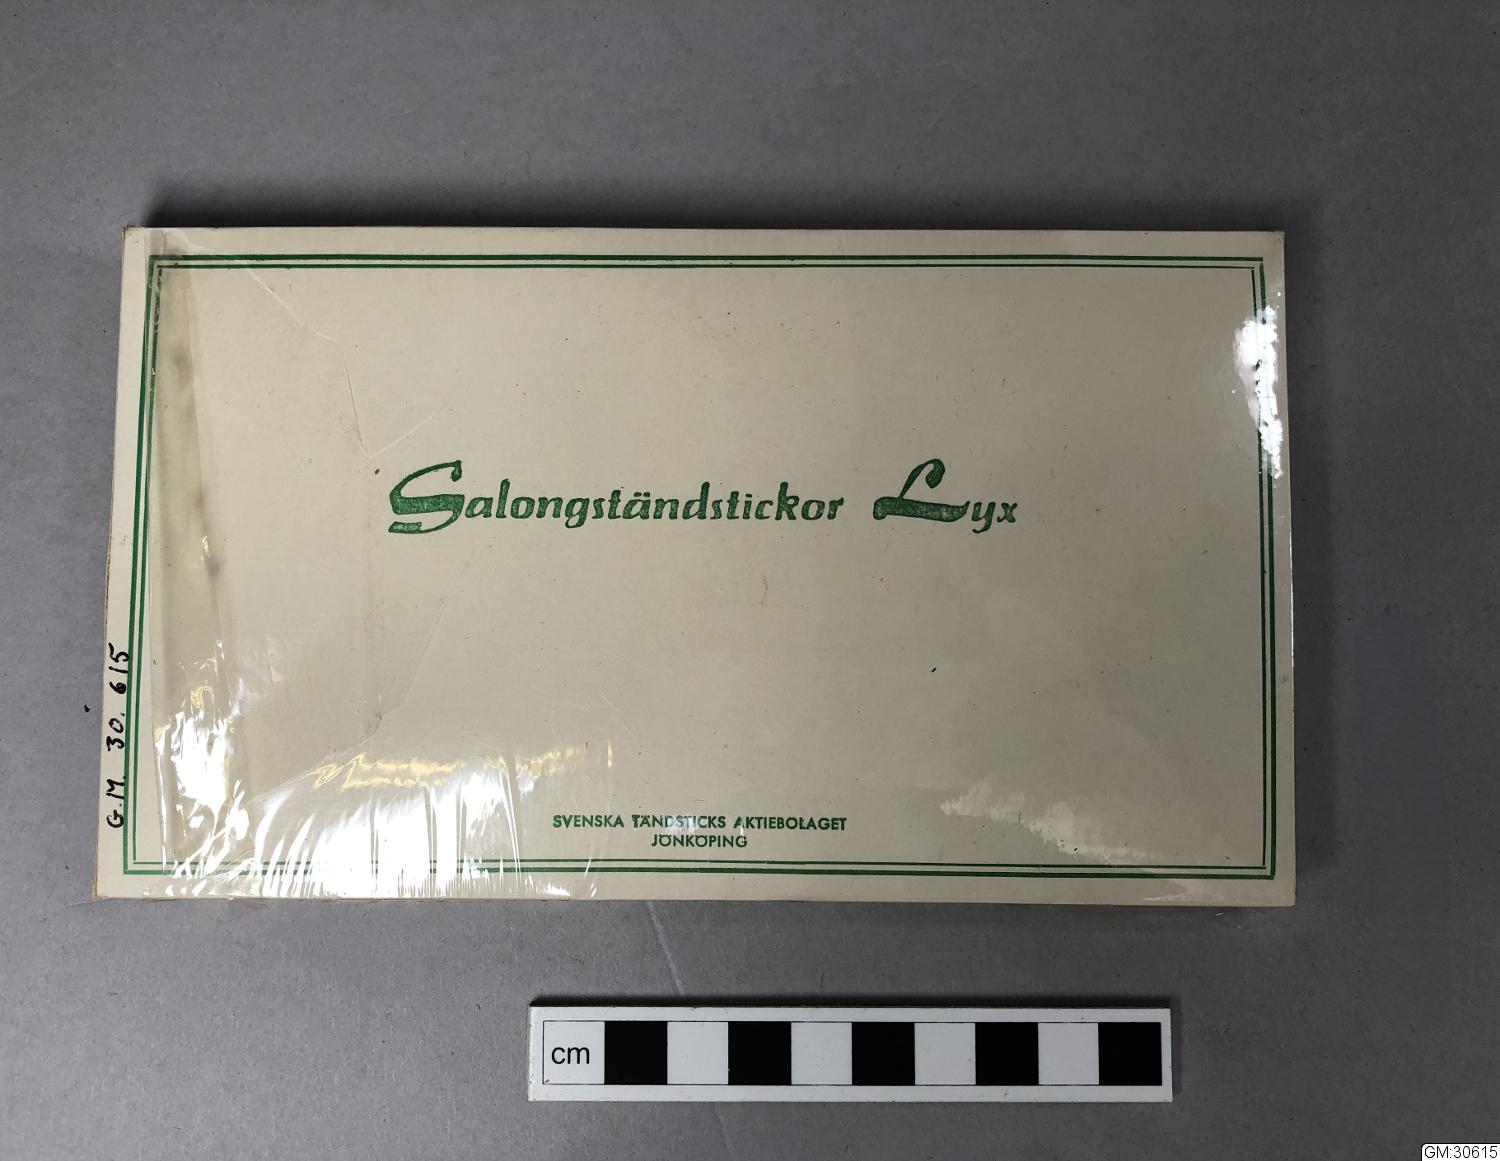 Salongständstickor Lyx
SVENSKA TÄNDSTICKS AKTIEBOLAGET
JÖNKÖPING
G.M. 30. 615
cm
GM:30615